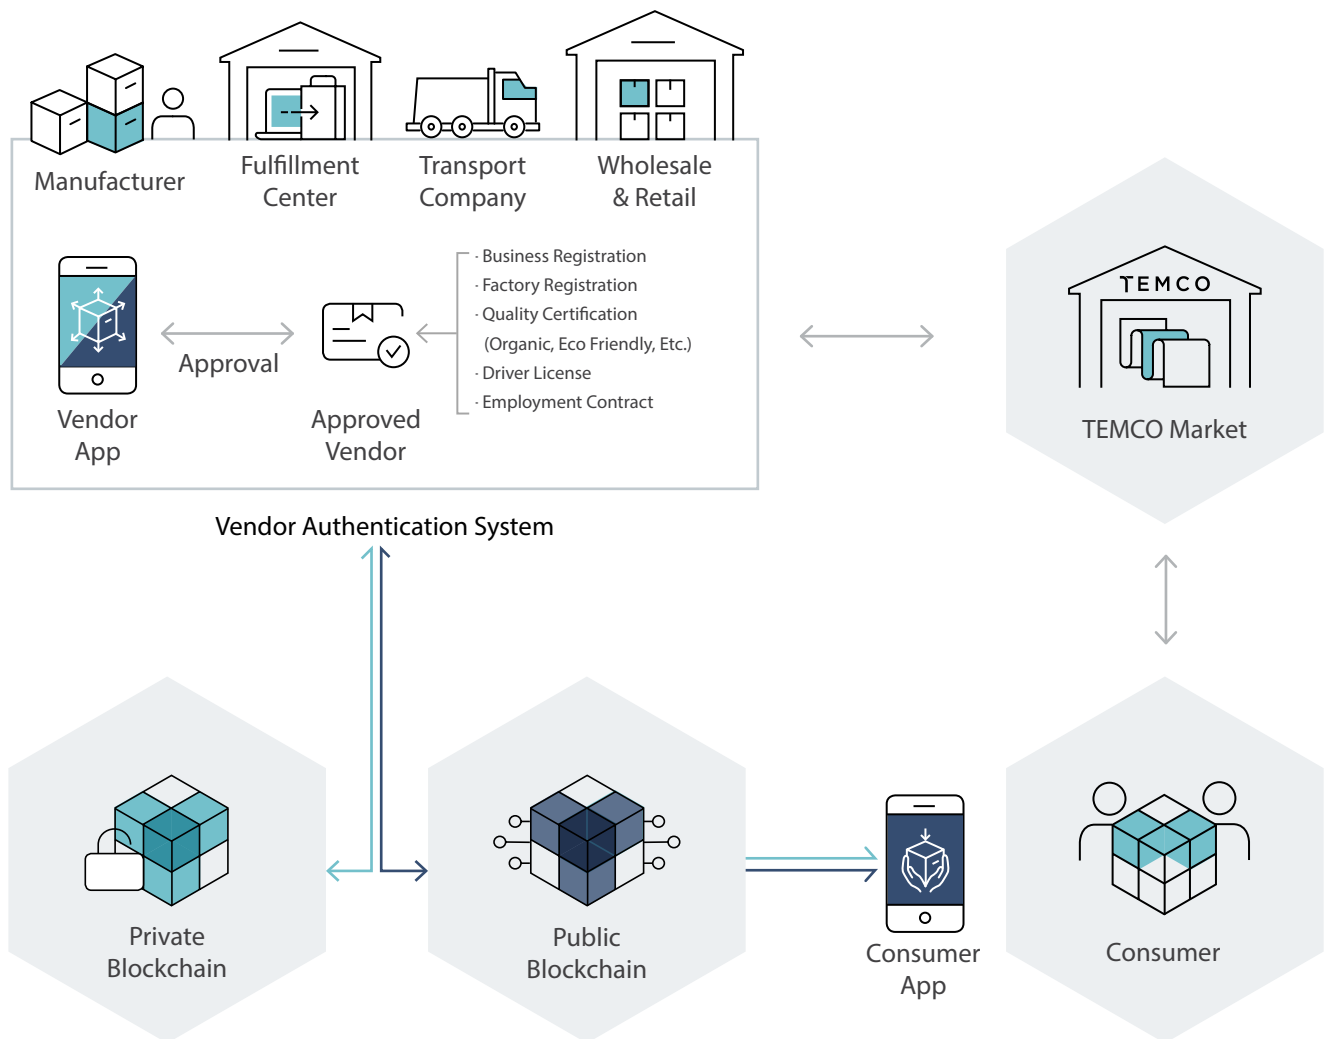 Manufacturer
Fulfillment
Center
Transport
Company
Wholesale
& Retail
· Business Registration
· Factory Registration
· Quality Certification
(Organic, Eco Friendly, Etc.)
· Driver License
· Employment Contract
Approval
Vendor
App
Approved
Vendor
Vendor Authentication System
TEMCO
TEMCO Market
Private
Blockchain
Public
Blockchain
Consumer
App
Consumer